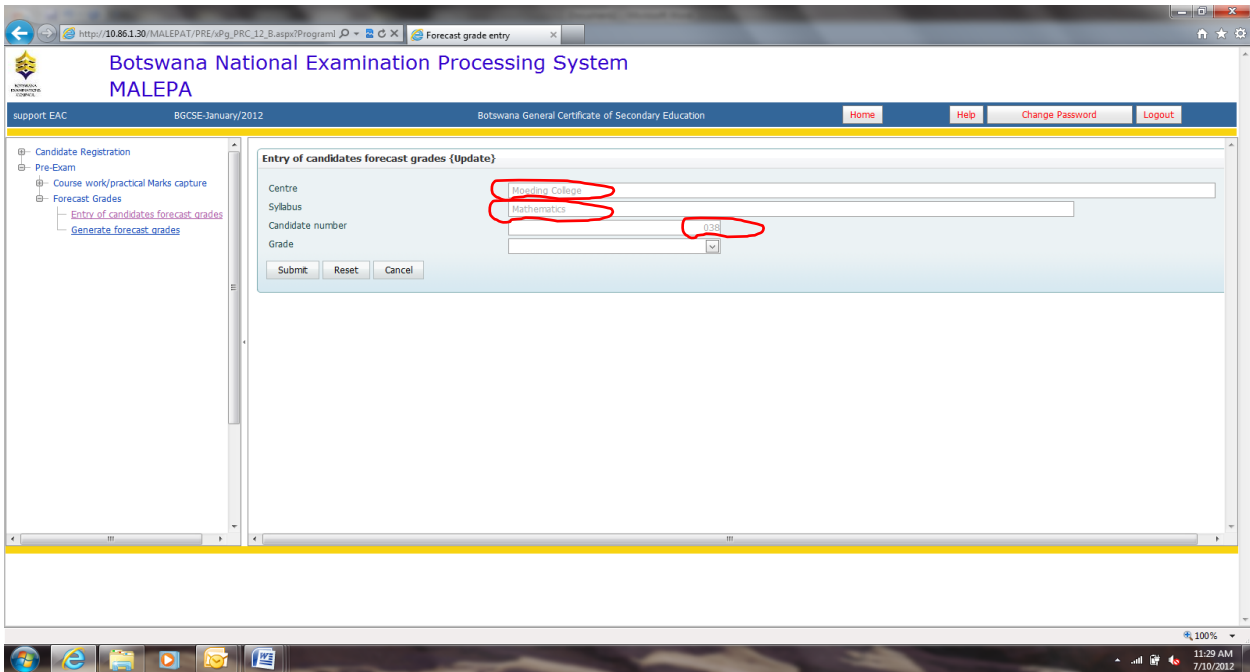 http://10.86.1.30/MALEPAT/PRE/xPg_PRC_12_B.aspx?ProgramI
Forecast grade entry
Botswana National Examination Processing System
MALEPA
support EAC BGCSE-January/2012 Botswana General Certificate of Secondary Education Home Help Change Password Logout
Candidate Registration
Pre-Exam
Course work/practical Marks capture
Forecast Grades
Entry of candidates forecast grades
Generate forecast grades
Entry of candidates forecast grades {Update}
Centre Moeding College
Syllabus Mathematics
Candidate number 038
Grade
Submit Reset Cancel
100%
11:29 AM
7/10/2012